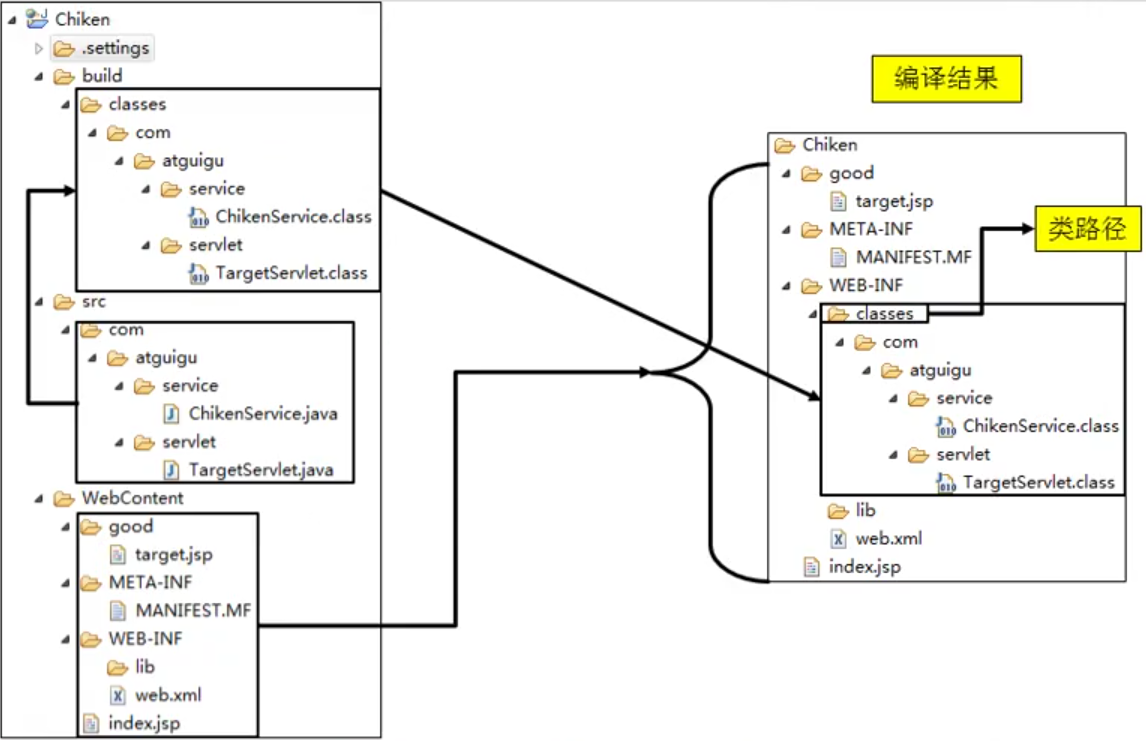 Chiken
.settings
build
classes
com
atguigu
service
ChikenService.class
servlet
TargetServlet.class
src
com
atguigu
service
ChikenService.java
servlet
TargetServlet.java
WebContent
good
target.jsp
META-INF
MANIFEST.MF
WEB-INF
lib
web.xml
index.jsp
编译结果
Chiken
good
target.jsp
META-INF
MANIFEST.MF
WEB-INF
类路径
classes
com
atguigu
service
ChikenService.class
servlet
TargetServlet.class
lib
web.xml
index.jsp